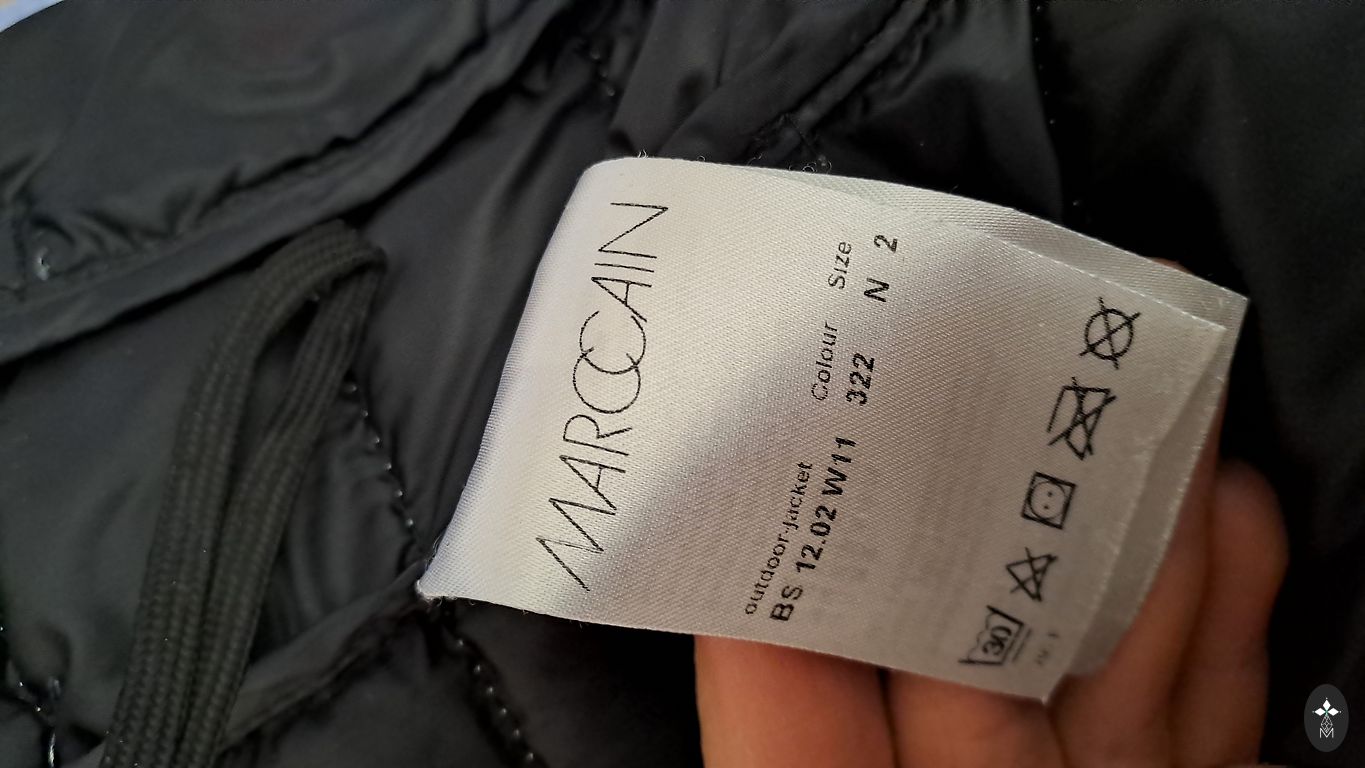 MARCCAIN
outdoor-jacket Colour Size
BS 12.02 W11 322 N 2
30
M